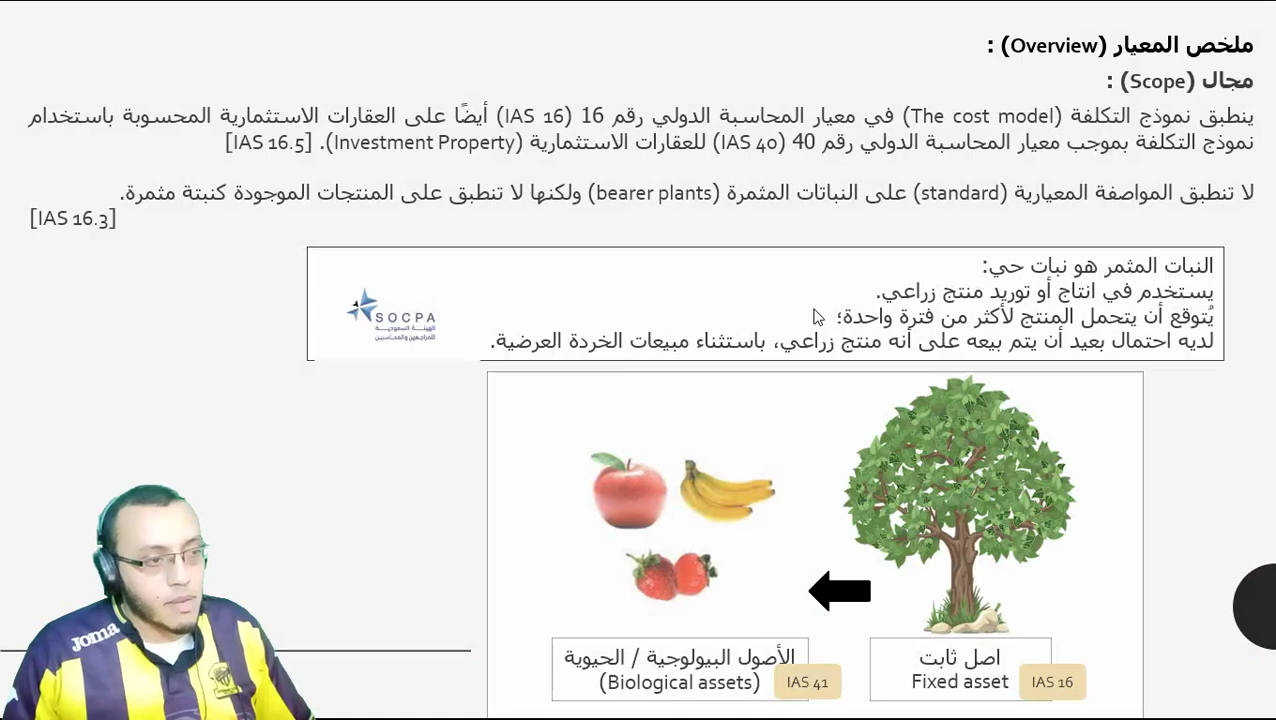 ملخص المعيار (Overview) :
مجال (Scope) :
ينطبق نموذج التكلفة (The cost model) في معيار المحاسبة الدولي رقم 16 (IAS 16) أيضًا على العقارات الاستثمارية المحسوبة باستخدام
نموذج التكلفة بموجب معيار المحاسبة الدولي رقم 40 (IAS 40) للعقارات الاستثمارية (Investment Property). [IAS 16.5]
لا تنطبق المواصفة المعيارية (standard) على النباتات المثمرة (bearer plants) ولكنها لا تنطبق على المنتجات الموجودة كنبتة مثمرة.
[IAS 16.3]
النبات المثمر هو نبات حي:
يستخدم في انتاج أو توريد منتج زراعي.
يُتوقع أن يتحمل المنتج لأكثر من فترة واحدة؛
لديه احتمال بعيد أن يتم بيعه على أنه منتج زراعي، باستثناء مبيعات الخردة العرضية.
SOCPA
الهيئة السعودية
للمراجعين والمحاسبين
اصل ثابت
Fixed asset
IAS 16
الأصول البيولوجية / الحيوية
(Biological assets)
IAS 41
Joma